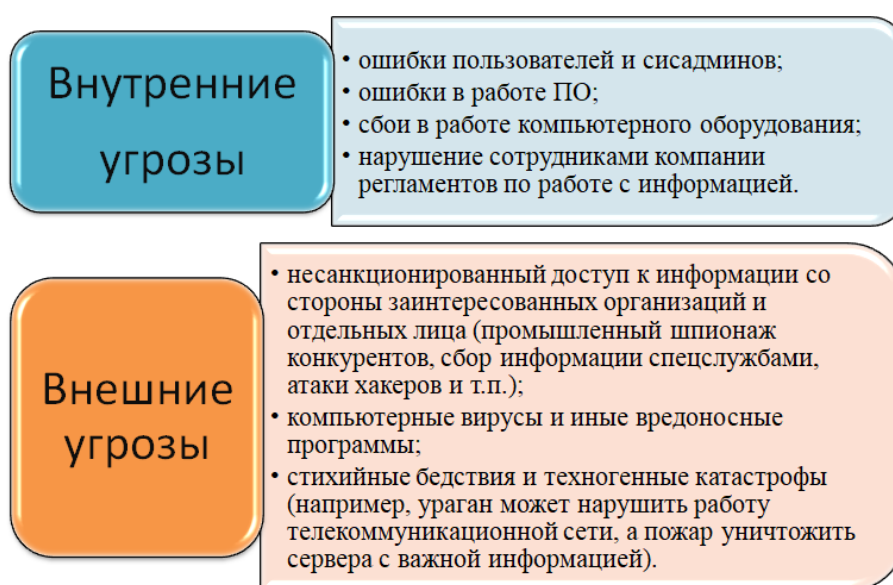 Внутренние
угрозы
• ошибки пользователей и сисадминов;
• ошибки в работе ПО;
• сбои в работе компьютерного оборудования;
• нарушение сотрудниками компании
регламентов по работе с информацией.
Внешние
угрозы
• несанкционированный доступ к информации со
стороны заинтересованных организаций и
отдельных лица (промышленный шпионаж
конкурентов, сбор информации спецслужбами,
атаки хакеров и т.п.);
• компьютерные вирусы и иные вредоносные
программы;
• стихийные бедствия и техногенные катастрофы
(например, ураган может нарушить работу
телекоммуникационной сети, а пожар уничтожить
сервера с важной информацией).